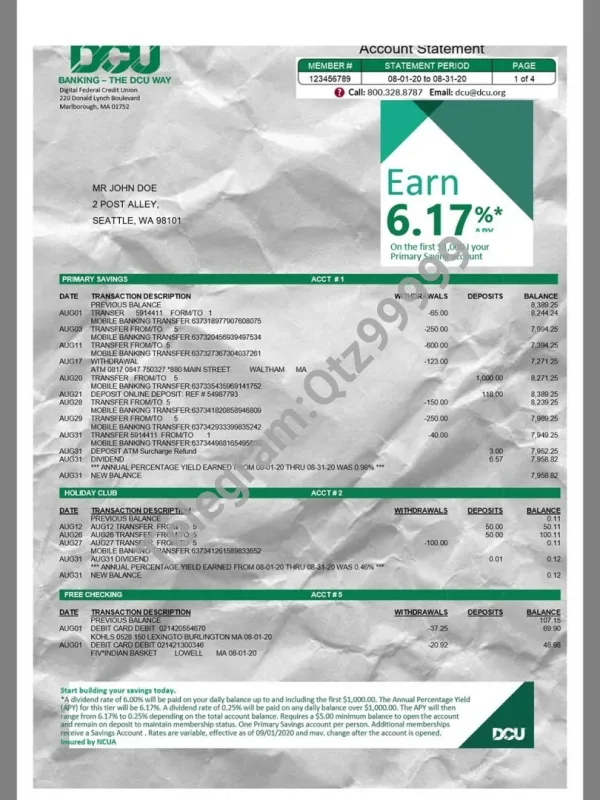 DCU
Account Statement
BANKING – THE DCU WAY
Digital Federal Credit Union
220 Donald Lynch Boulevard
Marlborough, MA 01752
MEMBER # STATEMENT PERIOD PAGE
123456789 08-01-20 to 08-31-20 1 of 4
Call: 800.328.8787 Email: dcu@dcu.org
MR JOHN DOE
2 POST ALLEY,
SEATTLE, WA 98101
Earn
6.17%*
APY
On the first $1,000 your
Primary Savings account
PRIMARY SAVINGS ACCT # 1
DATE TRANSACTION DESCRIPTION WITHDRAWALS DEPOSITS BALANCE
PREVIOUS BALANCE 8,389.25
AUG01 TRANSER 5914411 FORM/TO 1 -65.00 8,244.24
MOBILE BANKING TRANSFER:637318977907608075
AUG03 TRANSFER FROM/TO 5 -250.00 7,994.25
MOBILE BANKING TRANSFER:637320456939497534
AUG11 TRANSFER FROM/TO 5 -600.00 7,394.25
MOBILE BANKING TRANSFER:637327367304037261
AUG17 WITHDRAWAL -123.00 7,271.25
ATM 0817 0847 750327 *880 MAIN STREET WALTHAM MA
AUG20 TRANSFER FROM/TO 5 1,000.00 8,271.25
MOBILE BANKING TRANSFER:637335435969141752
AUG21 DEPOSIT ONLINE DEPOSIT: REF # 54987793 118.00 8,389.25
AUG28 TRANSFER FROM/TO 5 -150.00 8,239.25
MOBILE BANKING TRANSFER:637341820858946809
AUG29 TRANSFER FROM/TO 5 -250.00 7,989.25
MOBILE BANKING TRANSFER:637342933399835242
AUG31 TRANSFER 5914411 FROM/TO 1 -40.00 7,949.25
MOBILE BANKING TRANSFER
AUG31 DEPOSIT ATM Surcharge Refund 3.00 7,952.25
AUG31 DIVIDEND 6.57 7,958.82
*** ANNUAL PERCENTAGE YIELD EARNED FROM 08-01-20 THRU 08-31-20 WAS 0.98% ***
AUG31 NEW BALANCE 7,958.82
HOLIDAY CLUB ACCT # 2
DATE TRANSACTION DESCRIPTION WITHDRAWALS DEPOSITS BALANCE
PREVIOUS BALANCE 0.11
AUG12 AUG12 TRANSFER FROM/TO 5 50.00 50.11
AUG26 AUG26 TRANSFER FROM/TO 5 50.00 100.11
AUG27 AUG27 TRANSFER FROM/TO 5 -100.00 0.11
MOBILE BANKING TRANSFER:637341261589833652
AUG31 AUG31 DIVIDEND 0.01 0.12
*** ANNUAL PERCENTAGE YIELD EARNED FROM 08-01-20 THRU 08-31-20 WAS 0.46% ***
AUG31 NEW BALANCE 0.12
FREE CHECKING ACCT # 5
DATE TRANSACTION DESCRIPTION WITHDRAWALS DEPOSITS BALANCE
PREVIOUS BALANCE 107.15
AUG01 DEBIT CARD DEBIT 021420554670 -37.25 69.90
KOHLS 0528 150 LEXINGTO BURLINGTON MA 08-01-20
AUG01 DEBIT CARD DEBIT 021421300346 -20.92 48.98
FIV*INDIAN BASKET LOWELL MA 08-01-20
Start building your savings today.
*A dividend rate of 6.00% will be paid on your daily balance up to and including the first $1,000.00. The Annual Percentage Yield
(APY) for this tier will be 6.17%. A dividend rate of 0.25% will be paid on any daily balance over $1,000.00. The APY will then
range from 6.17% to 0.25% depending on the total account balance. Requires a $5.00 minimum balance to open the account
and remain on deposit to maintain membership status. One Primary Savings account per person. Additional memberships
receive a Savings Account . Rates are variable, effective as of 09/01/2020 and may. change after the account is opened.
Insured by NCUA
DCU
Telegram:Qtz99999